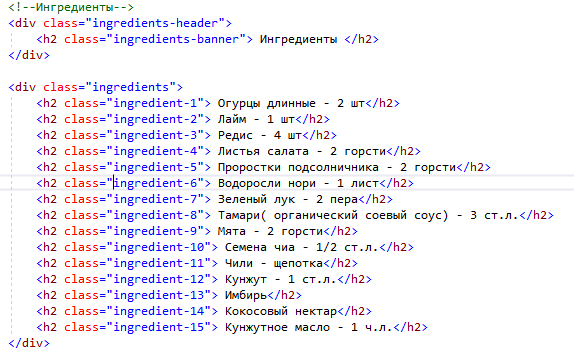 <!--Ингредиенты-->
<div class="ingredients-header">
    <h2 class="ingredients-banner"> Ингредиенты </h2>
</div>

<div class="ingredients">
    <h2 class="ingredient-1"> Огурцы длинные - 2 шт</h2>
    <h2 class="ingredient-2"> Лайм - 1 шт</h2>
    <h2 class="ingredient-3"> Редис - 4 шт</h2>
    <h2 class="ingredient-4"> Листья салата - 2 горсти</h2>
    <h2 class="ingredient-5"> Проростки подсолничника - 2 горсти</h2>
    <h2 class="ingredient-6"> Водоросли нори - 1 лист</h2>
    <h2 class="ingredient-7"> Зеленый лук - 2 пера</h2>
    <h2 class="ingredient-8"> Тамари( органический соевый соус) - 3 ст.л.</h2>
    <h2 class="ingredient-9"> Мята - 2 горсти</h2>
    <h2 class="ingredient-10"> Семена чиа - 1/2 ст.л.</h2>
    <h2 class="ingredient-11"> Чили - щепотка</h2>
    <h2 class="ingredient-12"> Кунжут - 1 ст.л.</h2>
    <h2 class="ingredient-13"> Имбирь</h2>
    <h2 class="ingredient-14"> Кокосовый нектар</h2>
    <h2 class="ingredient-15"> Кунжутное масло - 1 ч.л.</h2>
</div>